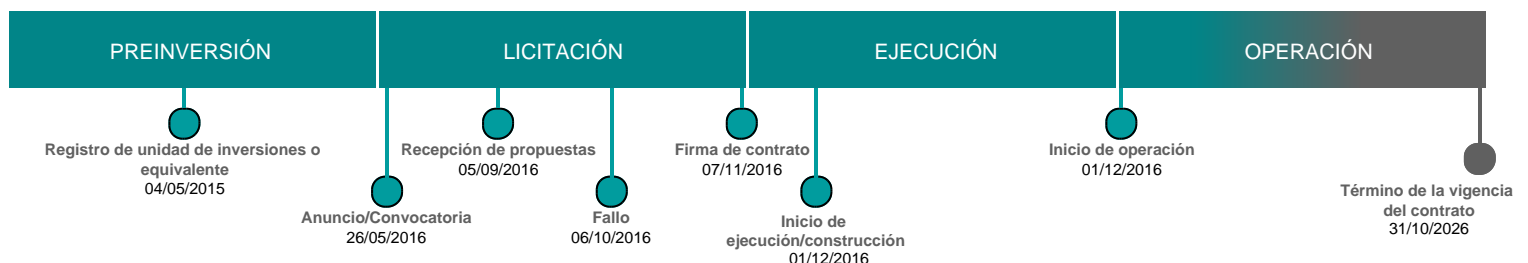 PREINVERSIÓN
LICITACIÓN
EJECUCIÓN
OPERACIÓN
Registro de unidad de inversiones o
equivalente
04/05/2015
Anuncio/Convocatoria
26/05/2016
Recepción de propuestas
05/09/2016
Fallo
06/10/2016
Firma de contrato
07/11/2016
Inicio de
ejecución/construcción
01/12/2016
Inicio de operación
01/12/2016
Término de la vigencia
del contrato
31/10/2026